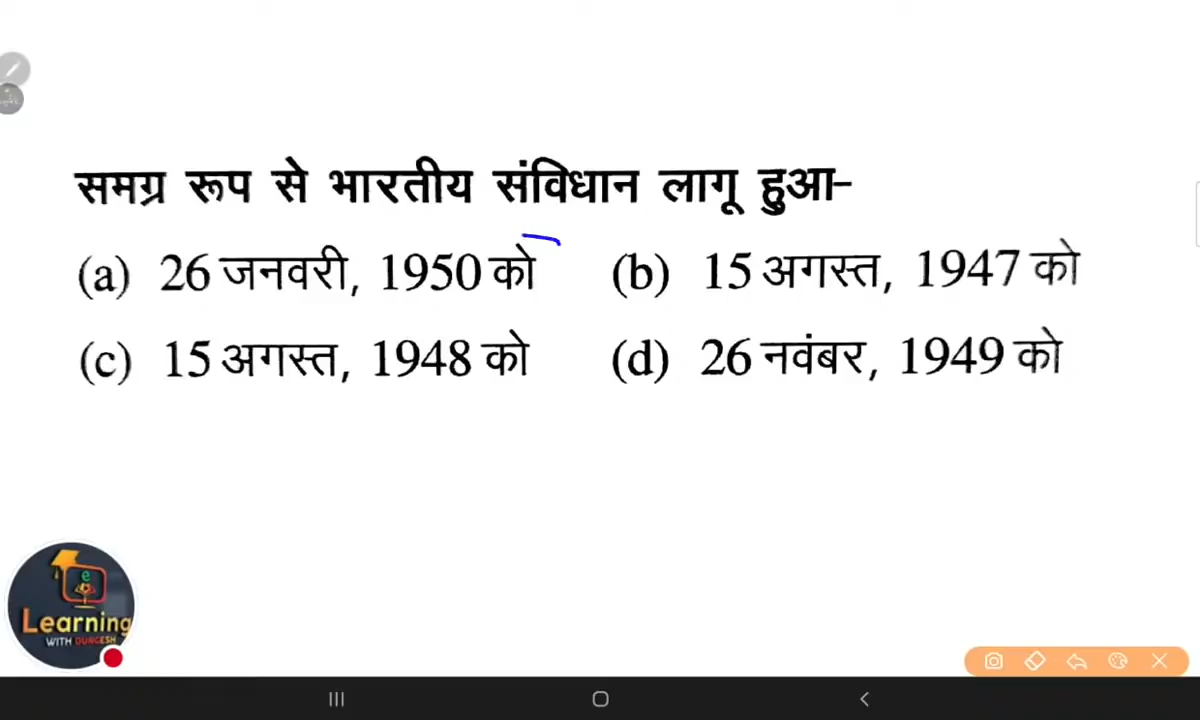 समग्र रूप से भारतीय संविधान लागू हुआ-
(a) 26 जनवरी, 1950 को (b) 15 अगस्त, 1947 को
(c) 15 अगस्त, 1948 को (d) 26 नवंबर, 1949 को
e
Learning
WITH DURGESH